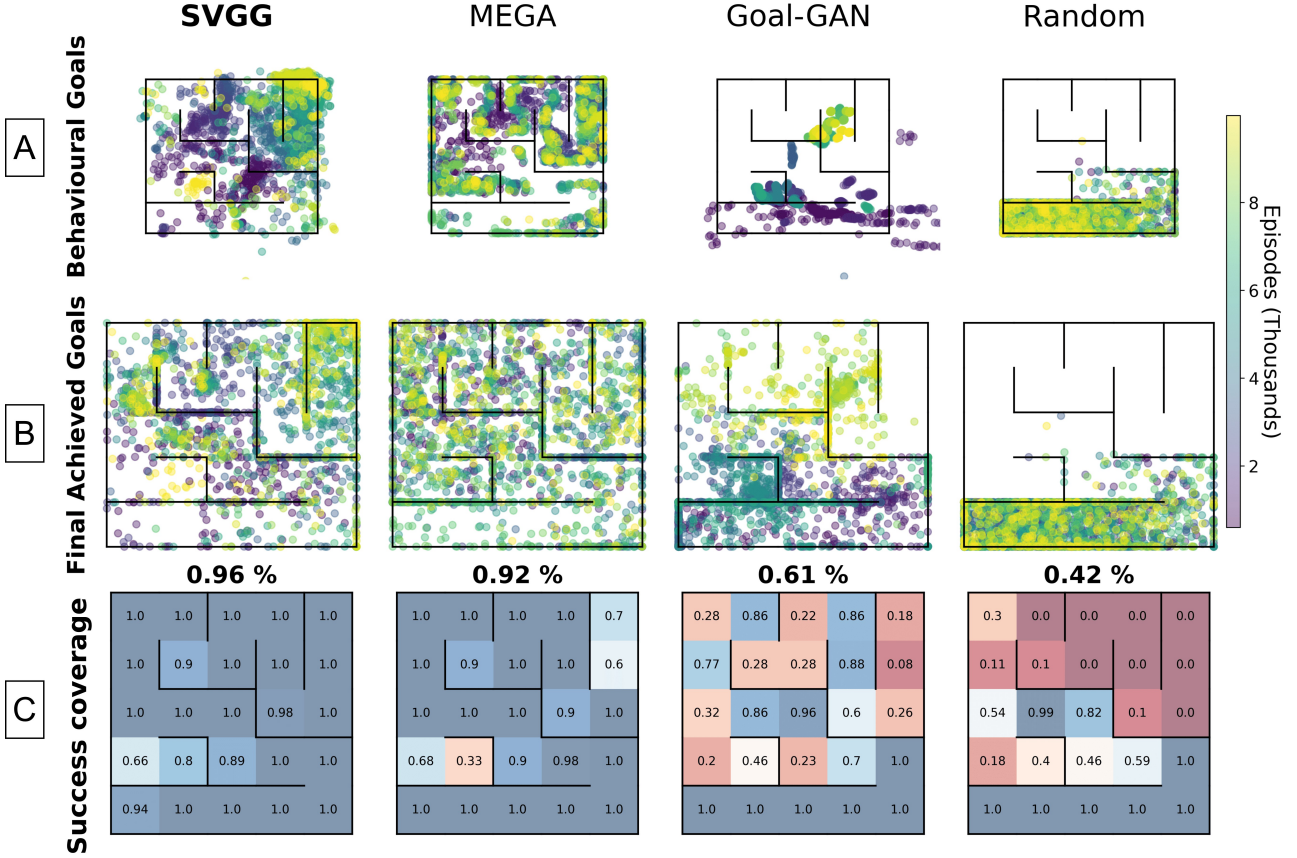 SVGG MEGA Goal-GAN Random
A
Behavioural Goals
B
Final Achieved Goals
8
6
4
2
Episodes (Thousands)
0.96 % 0.92 % 0.61 % 0.42 %
C
Success coverage
1.0 1.0 1.0 1.0 1.0 1.0 1.0 1.0 1.0 0.7 0.28 0.86 0.22 0.86 0.18 0.3 0.0 0.0 0.0 0.0
1.0 0.9 1.0 1.0 1.0 1.0 0.9 1.0 1.0 0.6 0.77 0.28 0.28 0.88 0.08 0.11 0.1 0.0 0.0 0.0
1.0 1.0 1.0 0.98 1.0 1.0 1.0 1.0 0.9 1.0 0.32 0.86 0.96 0.6 0.26 0.54 0.99 0.82 0.1 0.0
0.66 0.8 0.89 1.0 1.0 0.68 0.33 0.9 0.98 1.0 0.2 0.46 0.23 0.7 1.0 0.18 0.4 0.46 0.59 1.0
0.94 1.0 1.0 1.0 1.0 1.0 1.0 1.0 1.0 1.0 1.0 1.0 1.0 1.0 1.0 1.0 1.0 1.0 1.0 1.0